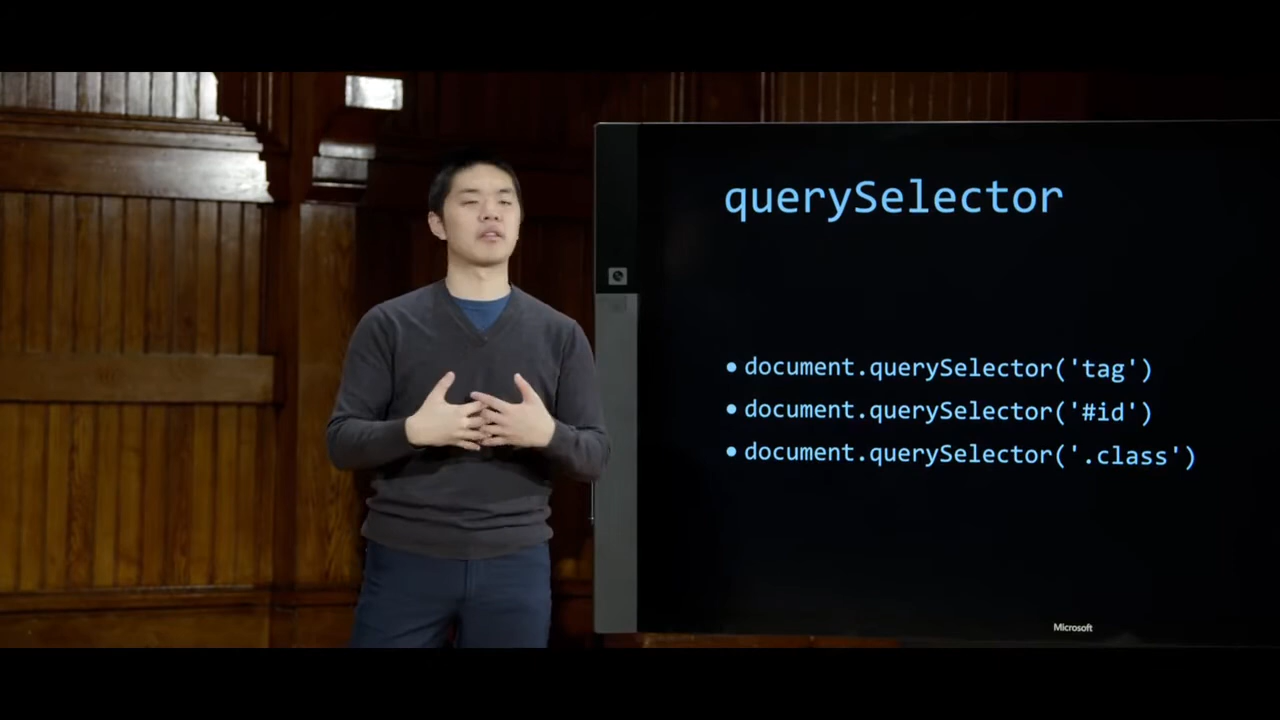 querySelector
• document.querySelector('tag')
• document.querySelector('#id')
• document.querySelector('.class')
Microsoft